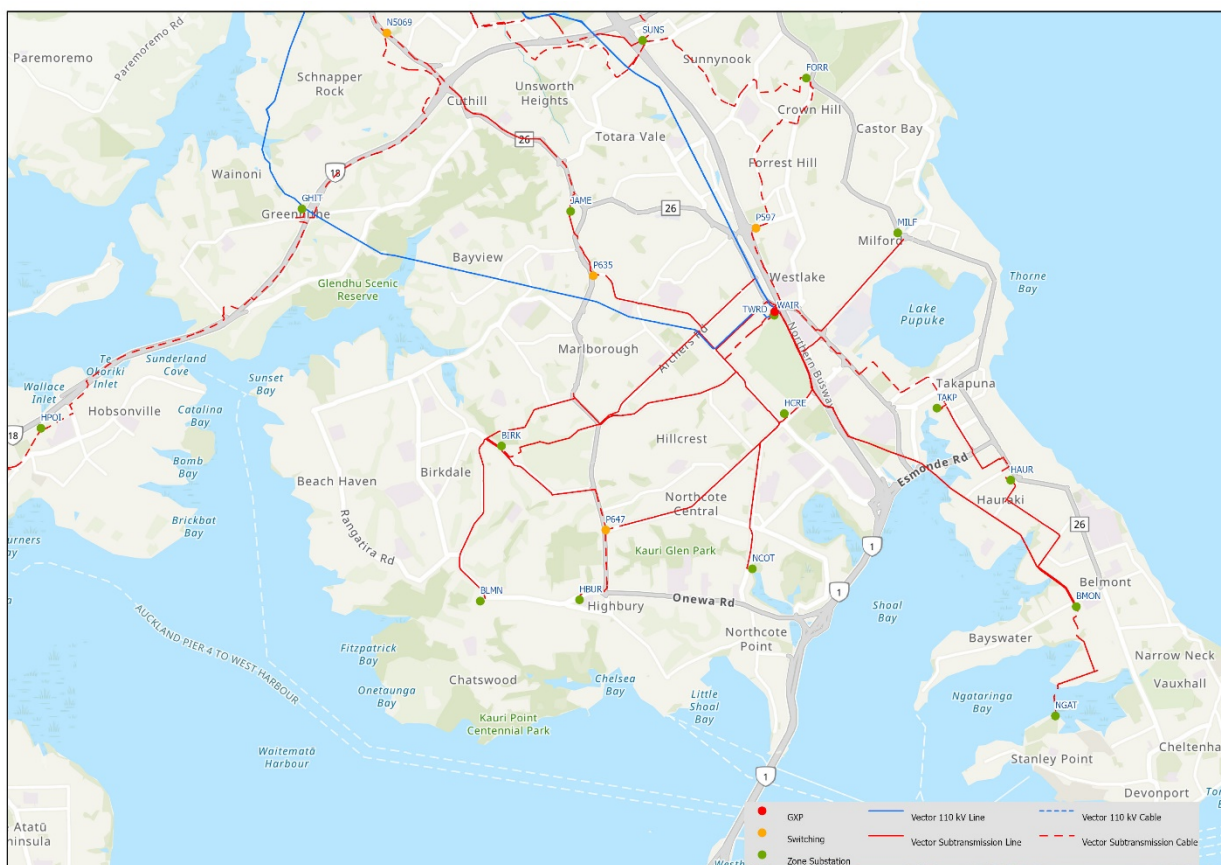 N5069
SUNS
Paremoremo
Paremoremo Rd
Sunnynook
FORR
Schnapper
Rock
Unsworth
Heights
Cuthill
Crown Hill
Castor Bay
26
Totara Vale
Forrest Hill
18
Wainoni
GHIT
JAME
26
P597
MILF
Milford
Bayview
P635
Westlake
Thorne
Bay
Glendhu Scenic
Reserve
Lake
Pupuke
TWRD
WAIR
Archers Rd
Northern Busway
Marlborough
Te
Okoriki
Inlet
Sunderland
Cove
Wallace
Inlet
Sunset
Bay
Takapuna
Hobsonville
Catalina
Bay
HPQI
18
HCRE
TAKP
BIRK
Hillcrest
Bomb
Bay
Birkdale
Beach Haven
Esmonde Rd
HAUR
Hauraki
Northcote
Central
Brickbat
Bay
Rangatira Rd
P647
26
Kauri Glen Park
1
NCOT
Belmont
BLMN
HBUR
Highbury
Onewa Rd
1
Shoal
Bay
BMON
Bayswater
AUCKLAND PIER 4 TO WEST HARBOUR
Fitzpatrick
Bay
Northcote
Point
Narrow Neck
Chatswood
Chelsea
Bay
Onetaunga
Bay
Little
Shoal
Bay
Ngataringa
Bay
Vauxhall
NGAT
Kauri Point
Centennial Park
Waitematā
Harbour
Stanley Point
Cheltenha
1
Devonport
Atatū
GXP
Vector 110 kV Line
Vector 110 kV Cable
Switching
Vector Subtransmission Line
Vector Subtransmission Cable
Zone Substation